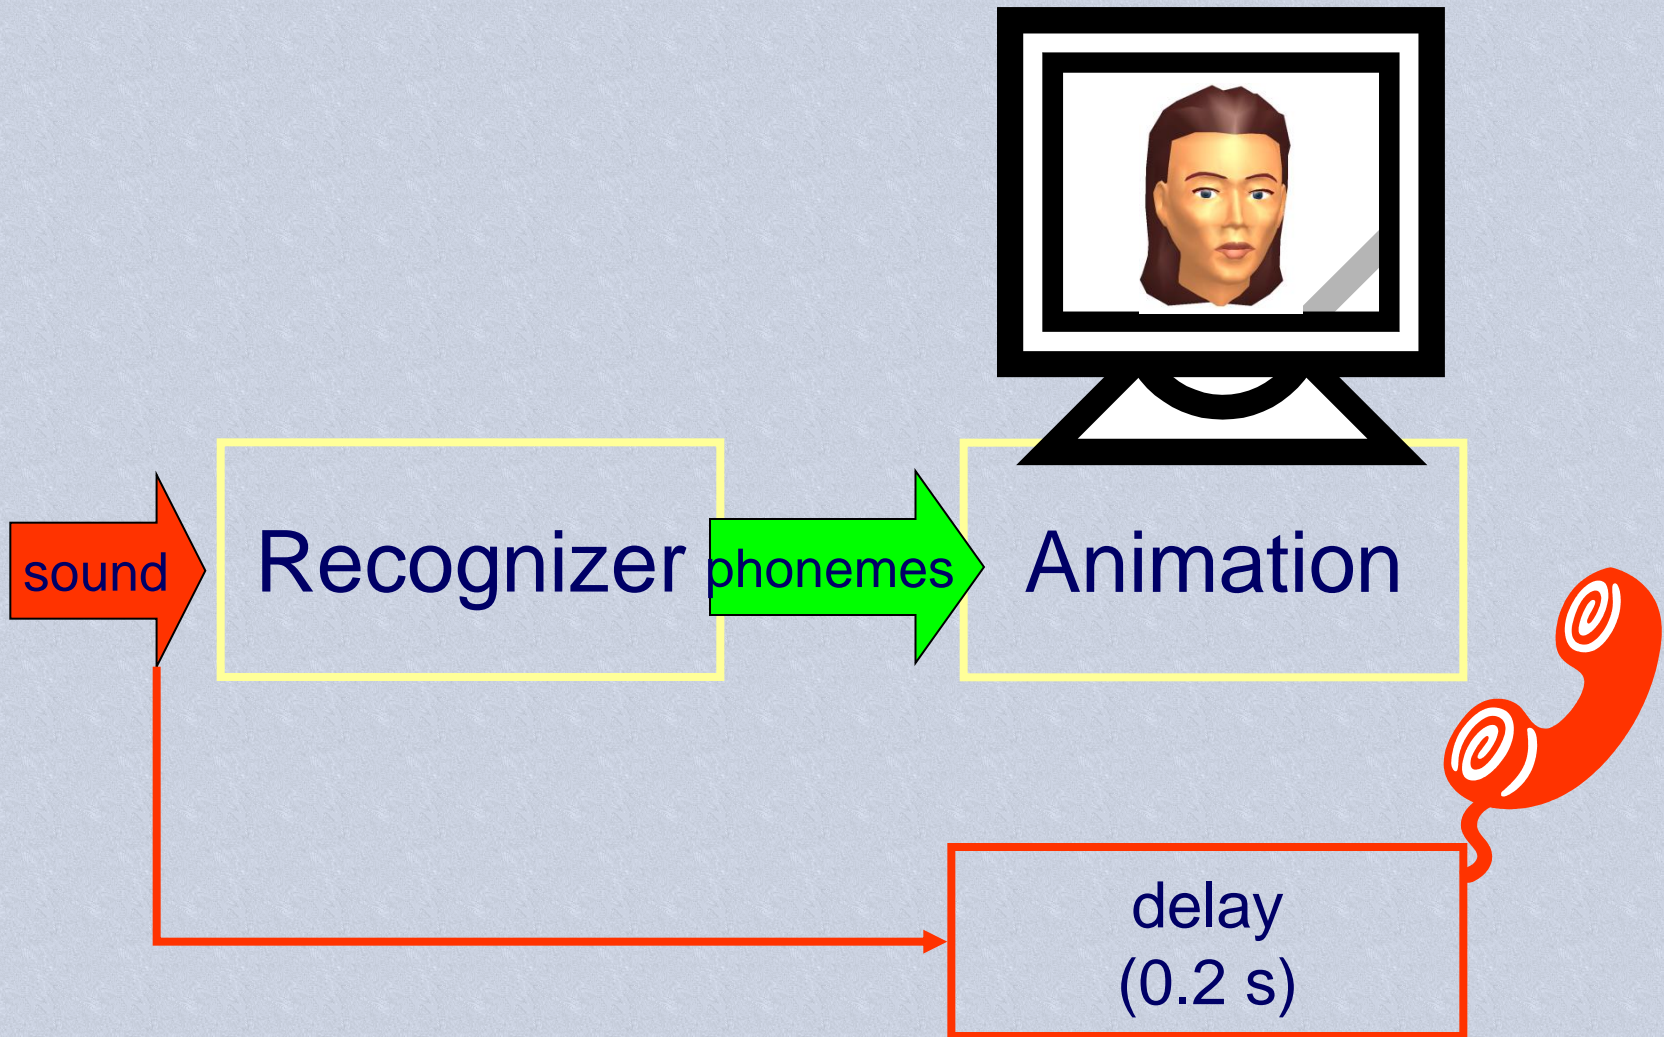 sound
Recognizer
phonemes
Animation
delay
(0.2 s)